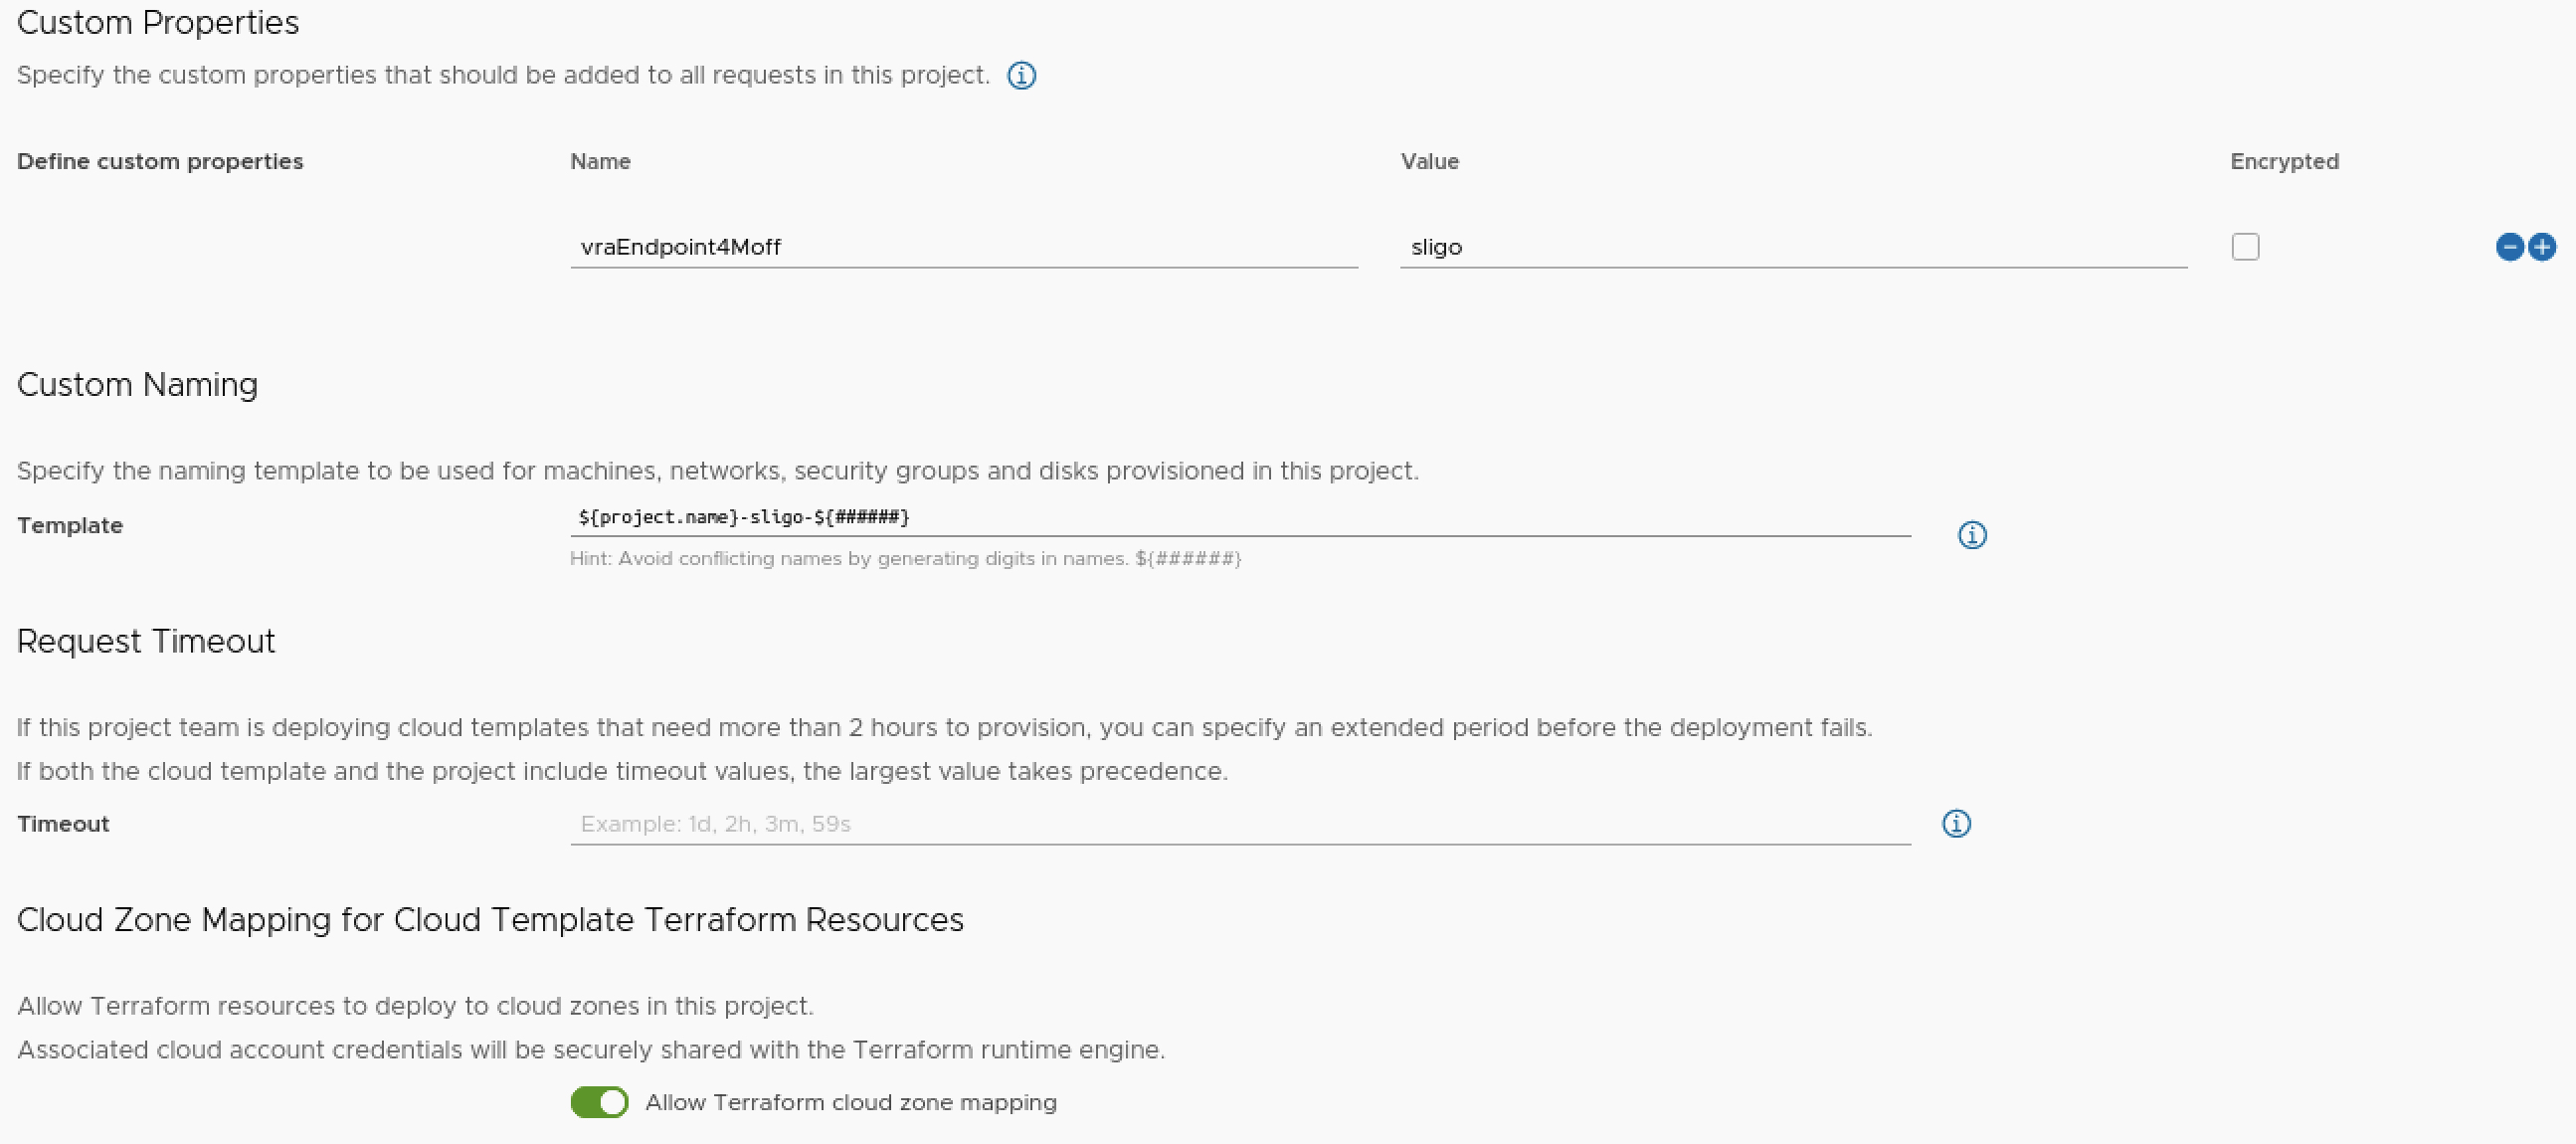 Custom Properties
Specify the custom properties that should be added to all requests in this project.
Define custom properties Name Value Encrypted
vraEndpoint4Moff sligo
Custom Naming
Specify the naming template to be used for machines, networks, security groups and disks provisioned in this project.
Template ${project.name}-sligo-${######}
Hint: Avoid conflicting names by generating digits in names. ${######}
Request Timeout
If this project team is deploying cloud templates that need more than 2 hours to provision, you can specify an extended period before the deployment fails.
If both the cloud template and the project include timeout values, the largest value takes precedence.
Timeout Example: 1d, 2h, 3m, 59s
Cloud Zone Mapping for Cloud Template Terraform Resources
Allow Terraform resources to deploy to cloud zones in this project.
Associated cloud account credentials will be securely shared with the Terraform runtime engine.
Allow Terraform cloud zone mapping